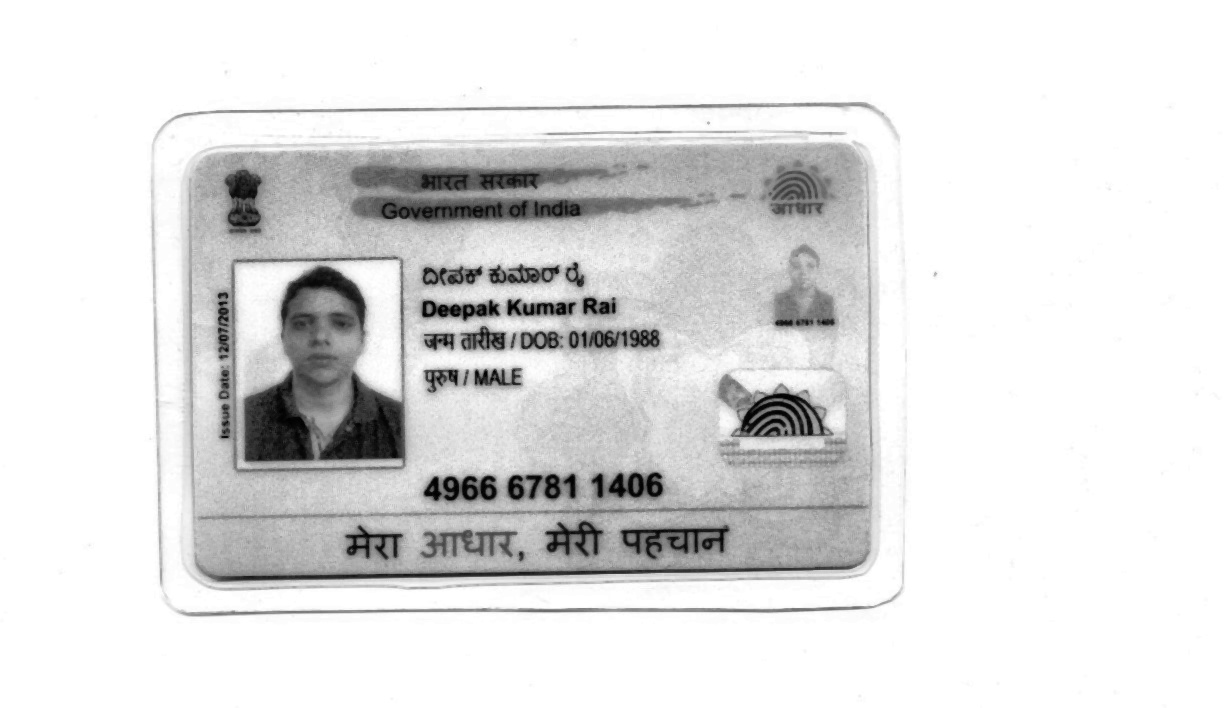 भारत सरकार
Government of India
आधार
ದೀಪಕ್ ಕುಮಾರ್ ರೈ
Deepak Kumar Rai
जन्म तारीख / DOB: 01/06/1988
पुरुष / MALE
Issue Date: 12/07/2013
4966 6781 1406
4966 6781 1406
मेरा आधार, मेरी पहचान